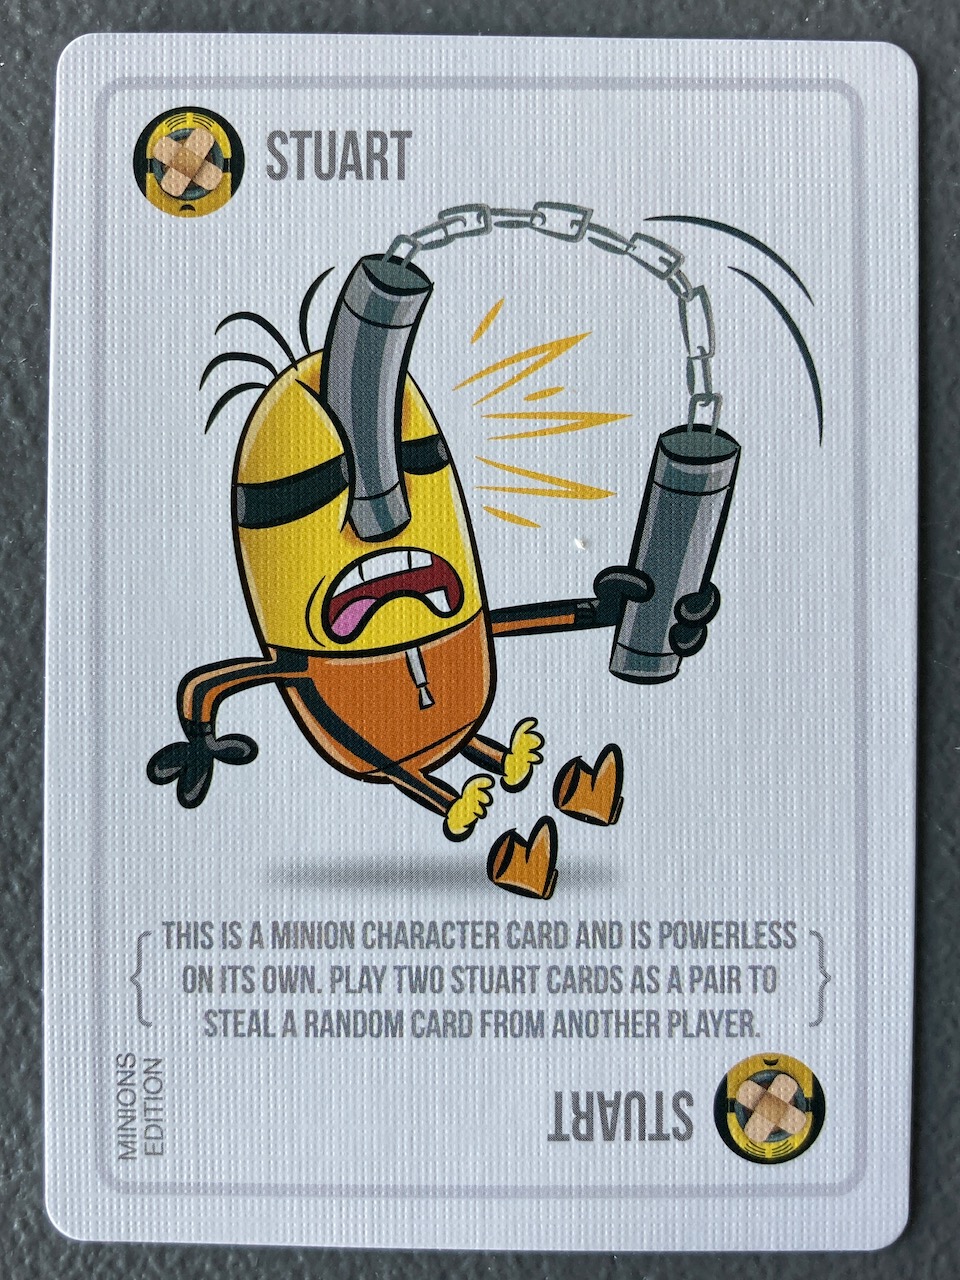 STUART
THIS IS A MINION CHARACTER CARD AND IS POWERLESS
ON ITS OWN. PLAY TWO STUART CARDS AS A PAIR TO
STEAL A RANDOM CARD FROM ANOTHER PLAYER.
MINIONS
EDITION
STUART